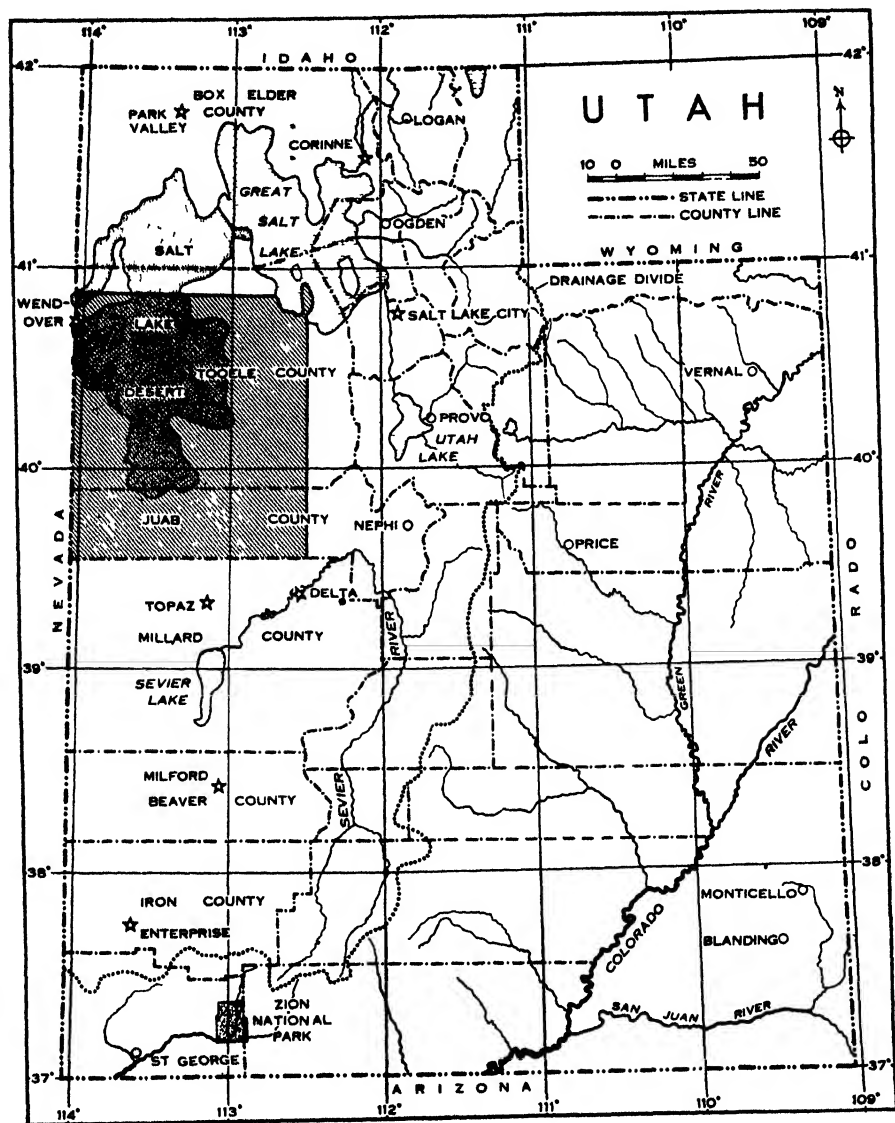 114° 113° 112° 111° 110° 109°
42° IDAHO 42°
UTAH
N
BOX ELDER
PARK COUNTY
VALLEY
LOGAN
CORINNE
10 0 MILES 50
STATE LINE
COUNTY LINE
GREAT
SALT
LAKE
OGDEN
SALT
WYOMING
41° 41°
DRAINAGE DIVIDE
WEND-
OVER
LAKE
SALT LAKE CITY
DESERT
TOOELE COUNTY
VERNAL
PROVO
UTAH
LAKE
40° 40°
RIVER
JUAB COUNTY
NEPHI
PRICE
NEVADA
COLO RADO
DELTA
TOPAZ
MILLARD COUNTY
RIVER
39° 39°
SEVIER
LAKE
GREEN
RIVER
MILFORD
BEAVER COUNTY
SEVIER
38° 38°
IRON COUNTY
ENTERPRISE
MONTICELLO
COLORADO
BLANDING
ZION
NATIONAL
PARK
SAN JUAN RIVER
ST GEORGE
37° ARIZONA 37°
114° 113° 112° 111° 110° 109°